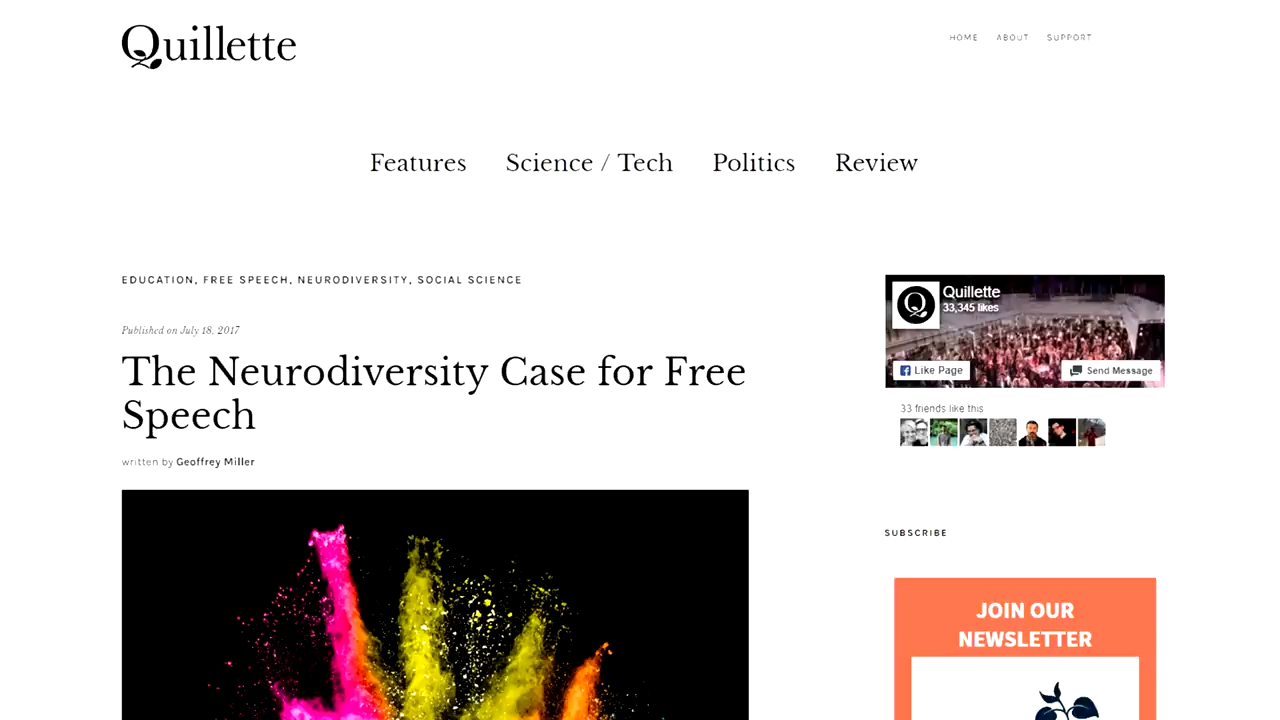 Quillette
HOME ABOUT SUPPORT
Features Science / Tech Politics Review
EDUCATION, FREE SPEECH, NEURODIVERSITY, SOCIAL SCIENCE
Published on July 18, 2017
The Neurodiversity Case for Free
Speech
written by Geoffrey Miller
Quillette
33,345 likes
Like Page
Send Message
33 friends like this
SUBSCRIBE
JOIN OUR
NEWSLETTER